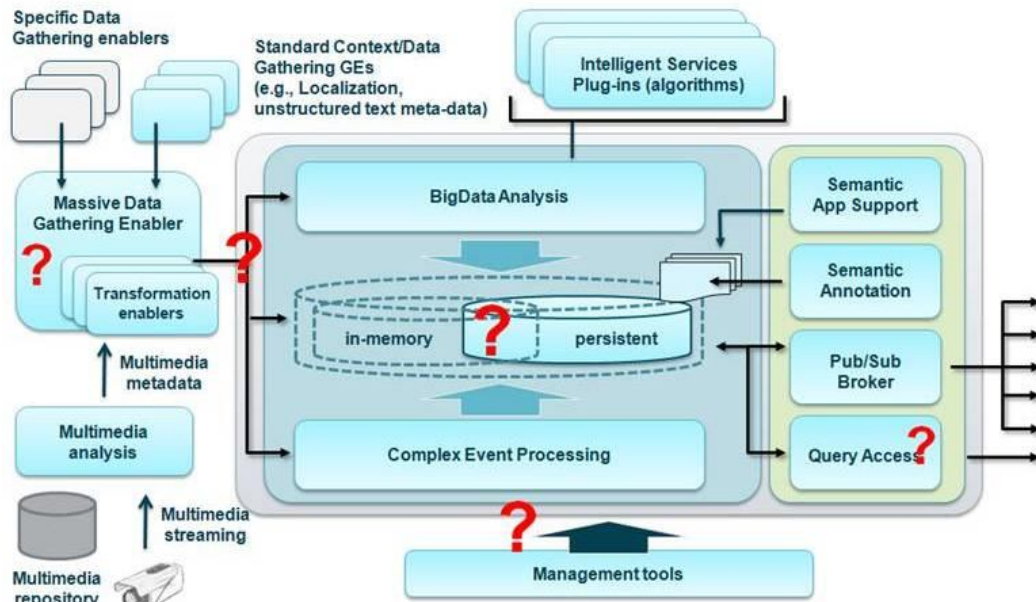 Specific Data
Gathering enablers
Standard Context/Data
Gathering GEs
(e.g., Localization,
unstructured text meta-data)
Intelligent Services
Plug-ins (algorithms)
Massive Data
Gathering Enabler
?
?
Transformation
enablers
Multimedia
metadata
Multimedia
analysis
Multimedia
streaming
Multimedia
repository
BigData Analysis
in-memory
?
persistent
Complex Event Processing
Semantic
App Support
Semantic
Annotation
Pub/Sub
Broker
Query Access
?
?
Management tools